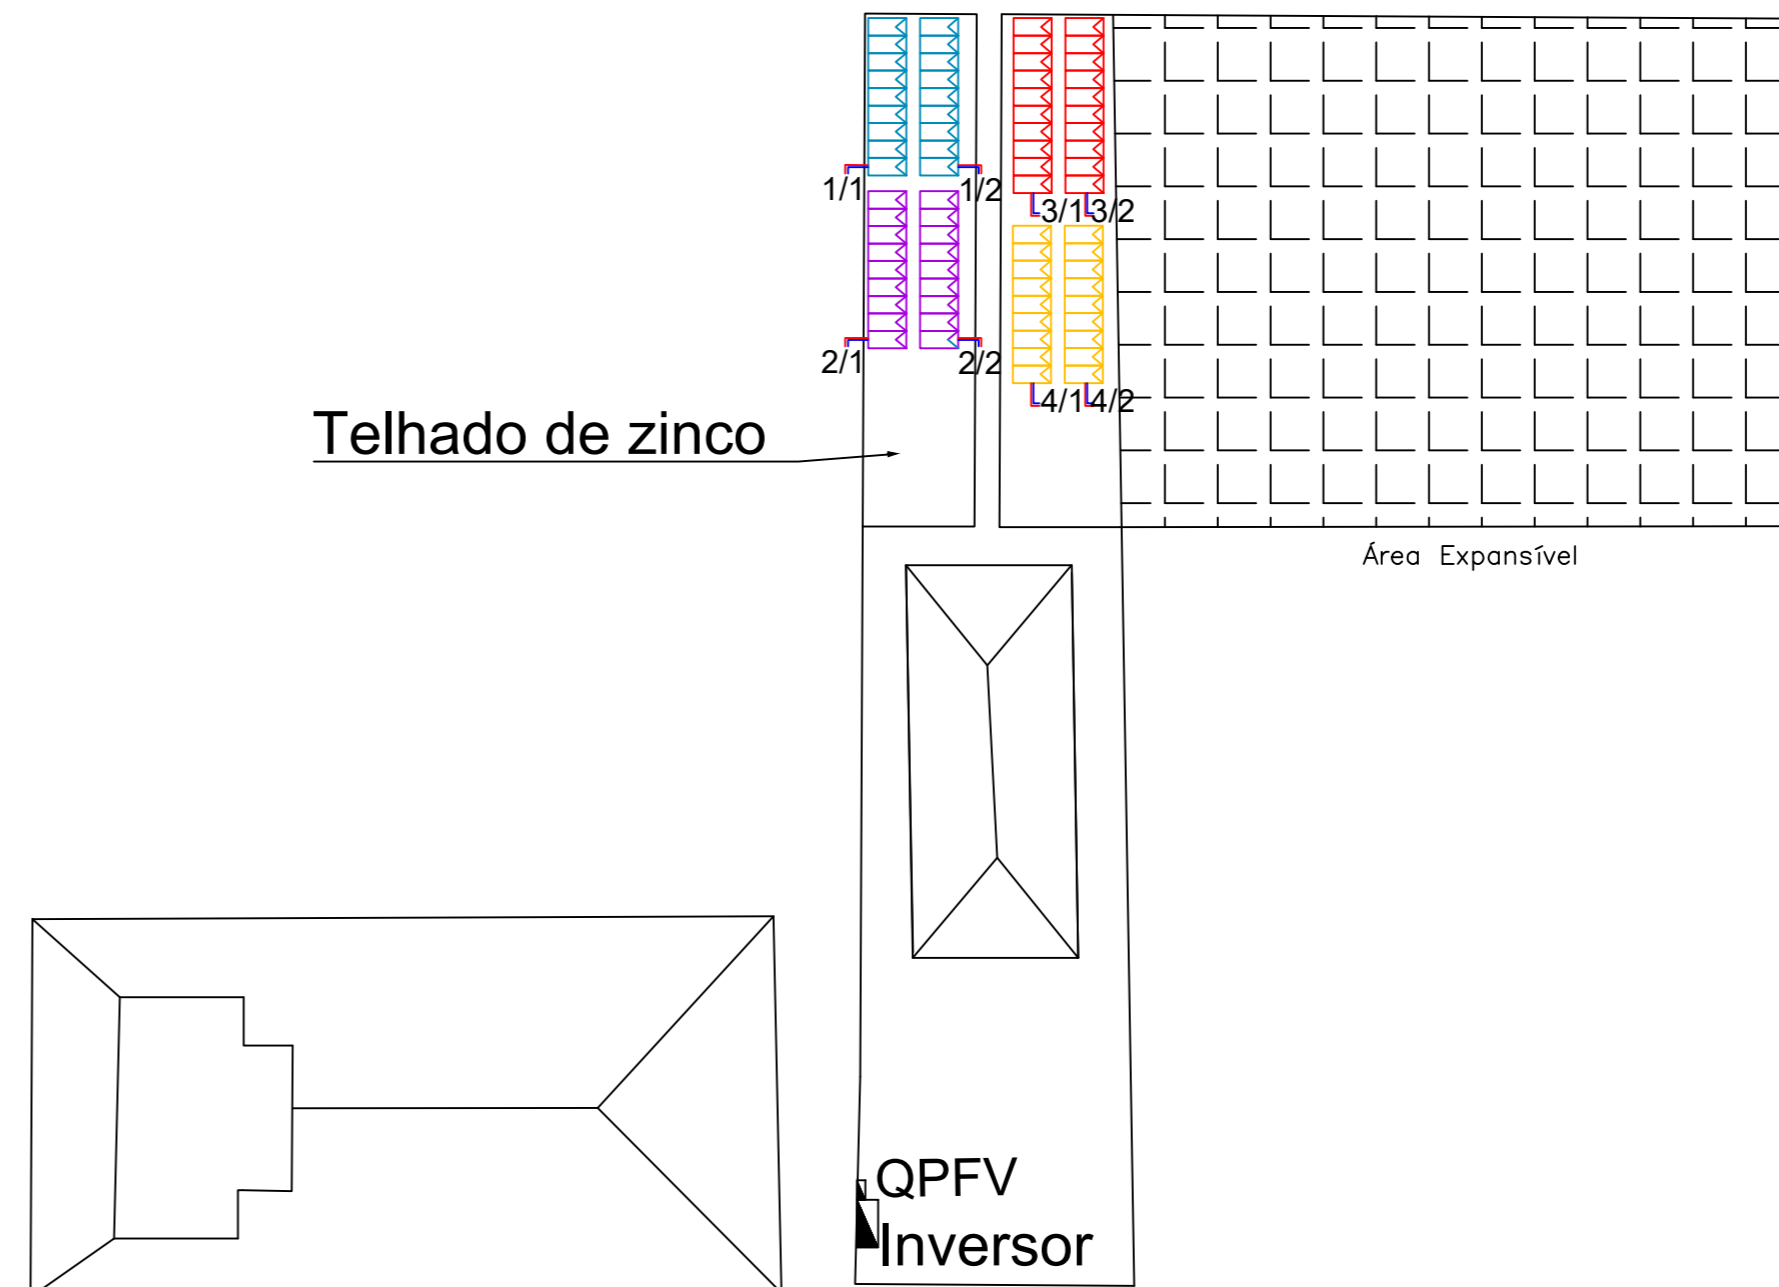 1/1
1/2
3/1
3/2
2/1
2/2
4/1
4/2
Telhado de zinco
Área Expansível
QPFV
Inversor